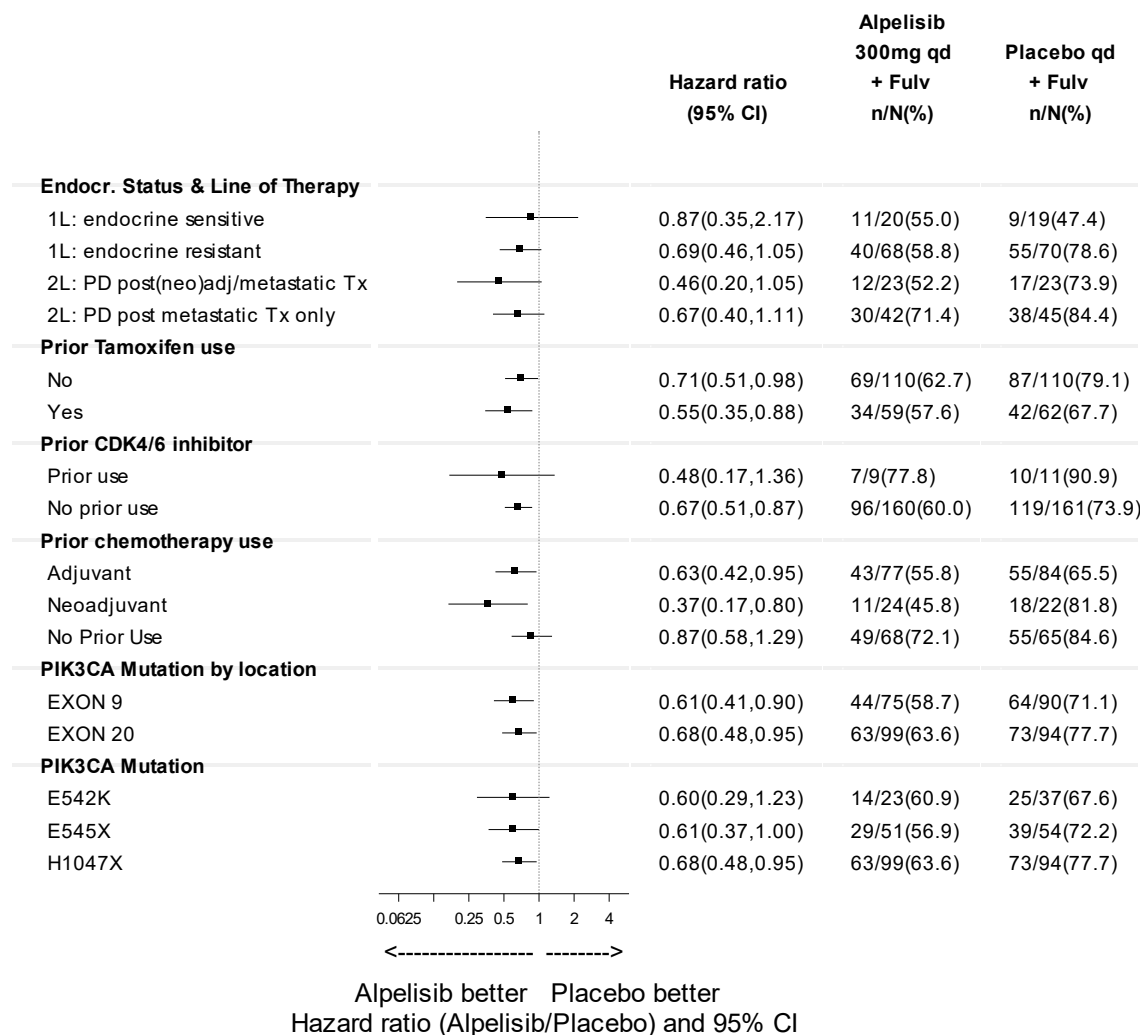 Alpelisib
300mg qd Placebo qd
Hazard ratio + Fulv + Fulv
(95% CI) n/N(%) n/N(%)
Endocr. Status & Line of Therapy
1L: endocrine sensitive 0.87(0.35,2.17) 11/20(55.0) 9/19(47.4)
1L: endocrine resistant 0.69(0.46,1.05) 40/68(58.8) 55/70(78.6)
2L: PD post(neo)adj/metastatic Tx 0.46(0.20,1.05) 12/23(52.2) 17/23(73.9)
2L: PD post metastatic Tx only 0.67(0.40,1.11) 30/42(71.4) 38/45(84.4)
Prior Tamoxifen use
No 0.71(0.51,0.98) 69/110(62.7) 87/110(79.1)
Yes 0.55(0.35,0.88) 34/59(57.6) 42/62(67.7)
Prior CDK4/6 inhibitor
Prior use 0.48(0.17,1.36) 7/9(77.8) 10/11(90.9)
No prior use 0.67(0.51,0.87) 96/160(60.0) 119/161(73.9)
Prior chemotherapy use
Adjuvant 0.63(0.42,0.95) 43/77(55.8) 55/84(65.5)
Neoadjuvant 0.37(0.17,0.80) 11/24(45.8) 18/22(81.8)
No Prior Use 0.87(0.58,1.29) 49/68(72.1) 55/65(84.6)
PIK3CA Mutation by location
EXON 9 0.61(0.41,0.90) 44/75(58.7) 64/90(71.1)
EXON 20 0.68(0.48,0.95) 63/99(63.6) 73/94(77.7)
PIK3CA Mutation
E542K 0.60(0.29,1.23) 14/23(60.9) 25/37(67.6)
E545X 0.61(0.37,1.00) 29/51(56.9) 39/54(72.2)
H1047X 0.68(0.48,0.95) 63/99(63.6) 73/94(77.7)
0.0625 0.25 0.5 1 2 4
<---------------- -------->
Alpelisib better Placebo better
Hazard ratio (Alpelisib/Placebo) and 95% CI